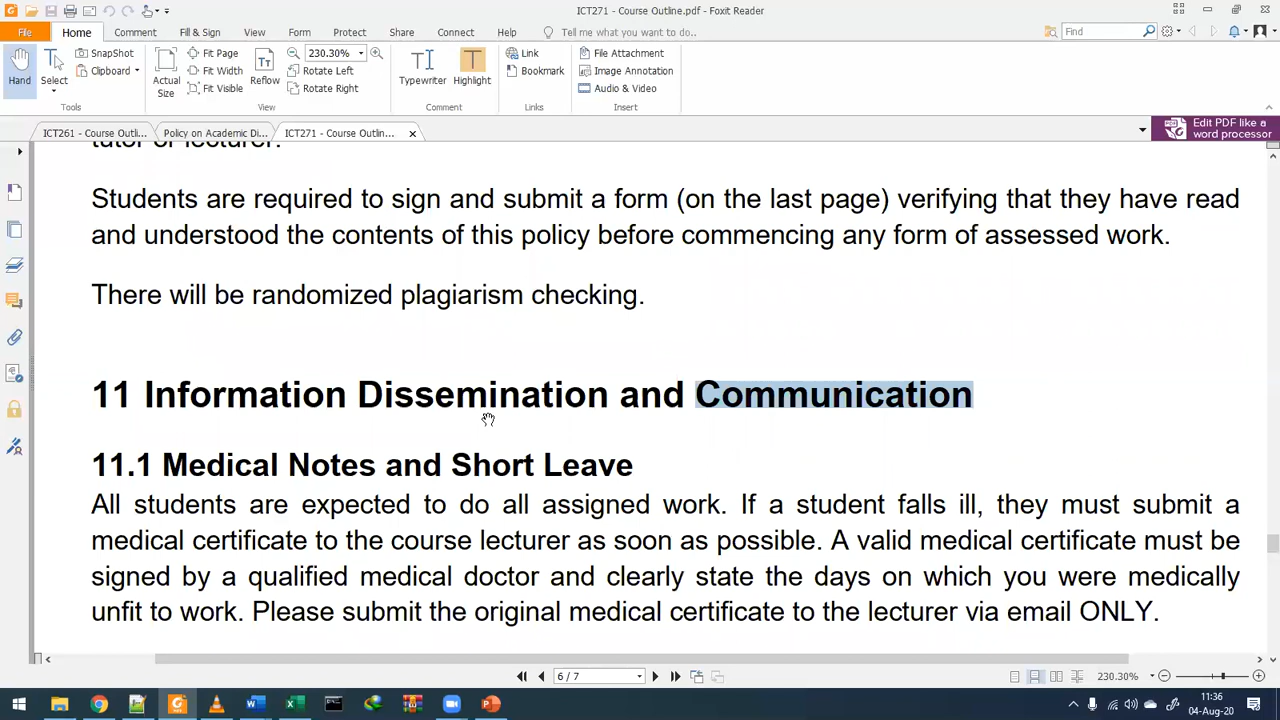 ICT271 - Course Outline.pdf - Foxit Reader
File Home Comment Fill & Sign View Form Protect Share Connect Help Tell me what you want to do.. Find
Hand Select SnapShot Clipboard Actual Size Fit Page Fit Width Fit Visible Reflow 230.30% Rotate Left Rotate Right Typewriter Highlight Link Bookmark File Attachment Image Annotation Audio & Video
Tools View Comment Links Insert
ICT261 - Course Outli... Policy on Academic Di... ICT271 - Course Outlin... Edit PDF like a word processor
tutor or lecturer.
Students are required to sign and submit a form (on the last page) verifying that they have read
and understood the contents of this policy before commencing any form of assessed work.
There will be randomized plagiarism checking.
11 Information Dissemination and Communication
11.1 Medical Notes and Short Leave
All students are expected to do all assigned work. If a student falls ill, they must submit a
medical certificate to the course lecturer as soon as possible. A valid medical certificate must be
signed by a qualified medical doctor and clearly state the days on which you were medically
unfit to work. Please submit the original medical certificate to the lecturer via email ONLY.
6 / 7 230.30%
11:36
04-Aug-20